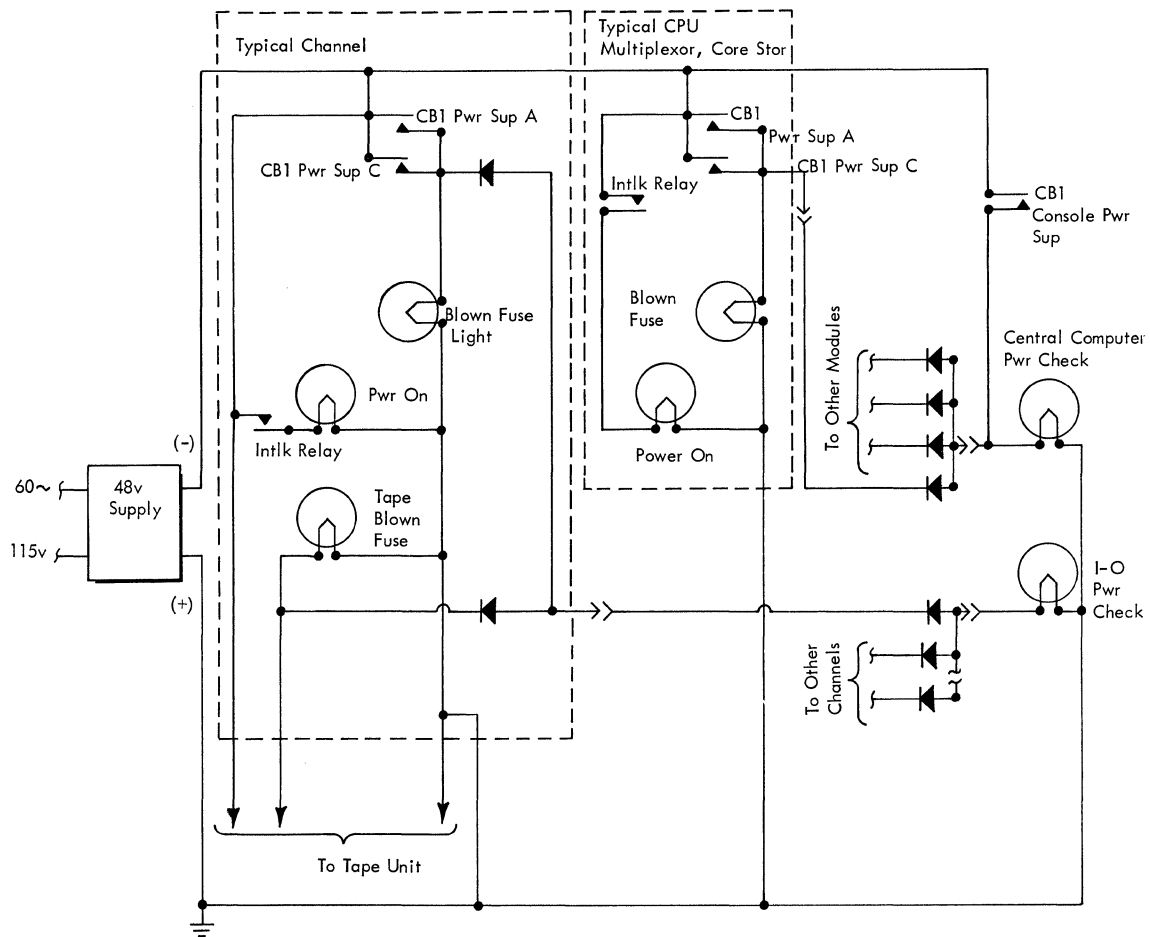 Typical Channel
Typical CPU
Multiplexor, Core Stor
CB1 Pwr Sup A
CB1
Pwr Sup A
CB1 Pwr Sup C
CB1 Pwr Sup C
Intlk Relay
CB1
Console Pwr
Sup
Blown Fuse
Light
Blown
Fuse
To Other Modules
Central Computer
Pwr Check
Pwr On
Intlk Relay
Power On
(-)
60~
48v
Supply
115v
(+)
Tape
Blown
Fuse
I-O
Pwr
Check
To Other
Channels
To Tape Unit